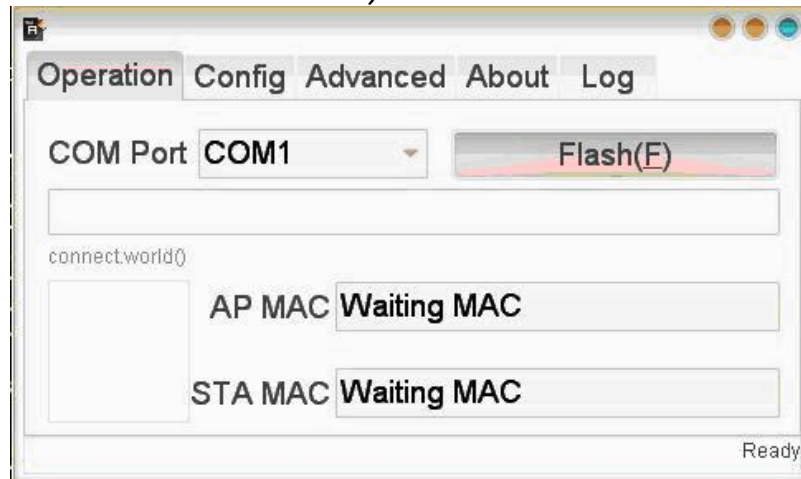 Operation Config Advanced About Log
COM Port COM1 Flash(F)
connect.world()
AP MAC Waiting MAC
STA MAC Waiting MAC
Ready